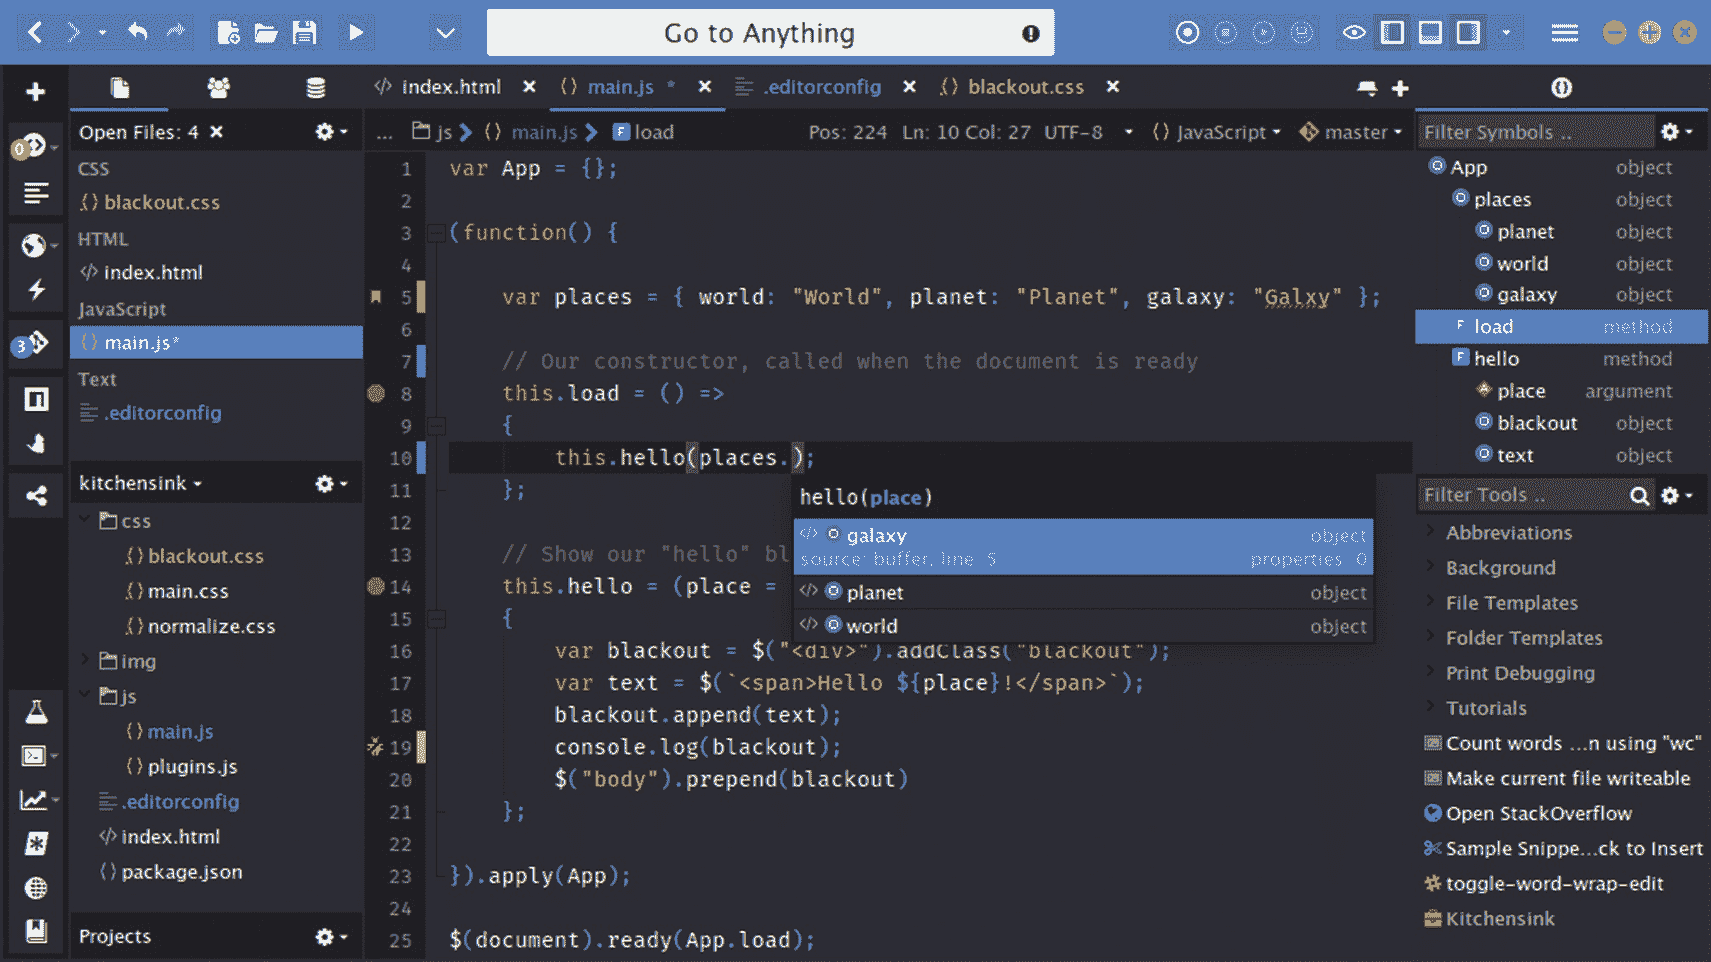 Go to Anything
index.html
main.js *
.editorconfig
blackout.css
Open Files: 4
CSS
{} blackout.css
HTML
</> index.html
JavaScript
{} main.js*
Text
.editorconfig
kitchensink
css
{} blackout.css
{} main.css
{} normalize.css
img
js
{} main.js
{} plugins.js
.editorconfig
</> index.html
{} package.json
Projects
0
3
... js main.js F load
Pos: 224 Ln: 10 Col: 27 UTF-8 {} JavaScript master
1 var App = {};
2
3 (function() {
4
5 var places = { world: "World", planet: "Planet", galaxy: "Galxy" };
6
7 // Our constructor, called when the document is ready
8 this.load = () =>
9 {
10 this.hello(places.);
11 };
12
13 // Show our "hello" bl
14 this.hello = (place =
15 {
16 var blackout = $("<div>").addClass("blackout");
17 var text = $(`<span>Hello ${place}!</span>`);
18 blackout.append(text);
19 console.log(blackout);
20 $("body").prepend(blackout)
21 };
22
23 }).apply(App);
24
25 $(document).ready(App.load);
hello(place)
</> galaxy object
source: buffer, line 5 properties 0
</> planet object
</> world object
Filter Symbols ..
App object
places object
planet object
world object
galaxy object
F load method
F hello method
place argument
blackout object
text object
Filter Tools ..
Abbreviations
Background
File Templates
Folder Templates
Print Debugging
Tutorials
Count words ...n using "wc"
Make current file writeable
Open StackOverflow
Sample Snippe...ck to Insert
toggle-word-wrap-edit
Kitchensink